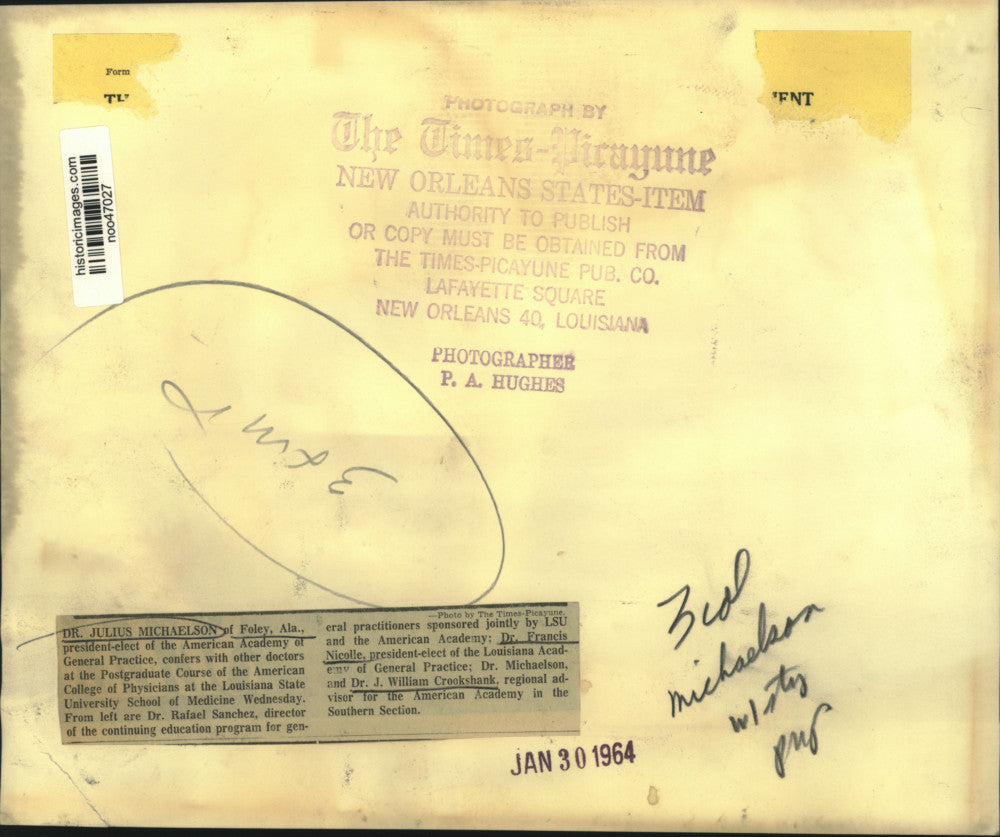 Form
historicimages.com
noo47027
PHOTOGRAPH BY
The Times-Picayune
NEW ORLEANS STATES-ITEM
AUTHORITY TO PUBLISH
OR COPY MUST BE OBTAINED FROM
THE TIMES-PICAYUNE PUB. CO.
LAFAYETTE SQUARE
NEW ORLEANS 40, LOUISIANA
PHOTOGRAPHER
P. A. HUGHES
DR. JULIUS MICHAELSON of Foley, Ala.,
president-elect of the American Academy of
General Practice, confers with other doctors
at the Postgraduate Course of the American
College of Physicians at the Louisiana State
University School of Medicine Wednesday.
From left are Dr. Rafael Sanchez, director
of the continuing education program for gen-
—Photo by The Times-Picayune.
eral practitioners sponsored jointly by LSU
and the American Academy; Dr. Francis
Nicolle, president-elect of the Louisiana Acad-
emy of General Practice; Dr. Michaelson,
and Dr. J. William Crookshank, regional ad-
visor for the American Academy in the
Southern Section.
3 col
Michaelson
w/ sty
JAN 30 1964